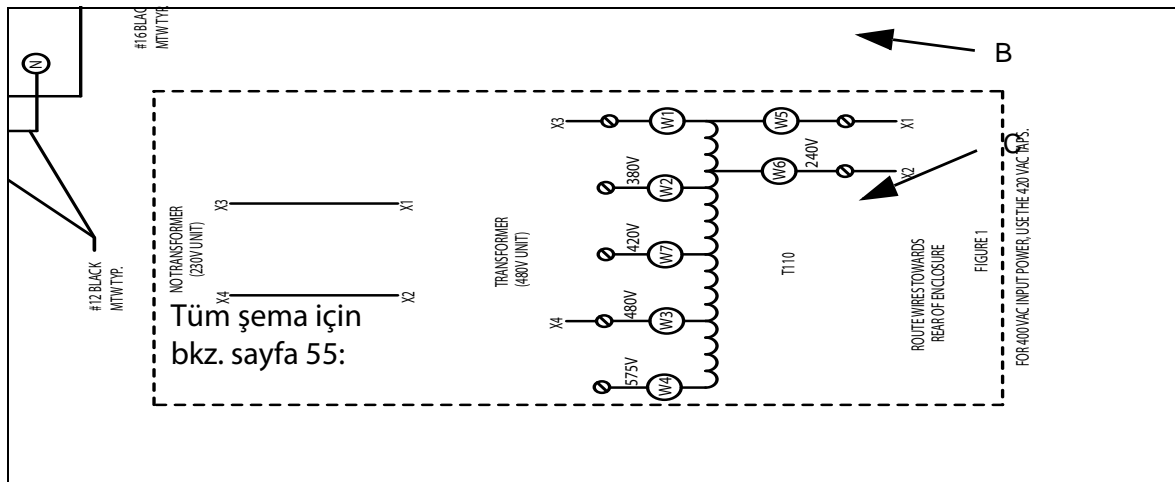 #16 BLAC
MTW TYP.
B
N
X3
W1
W5
X1
C
W6
240V
X2
380V
W2
420V
W7
480V
W3
X4
575V
W4
T110
#12 BLACK
MTW TYP.
NO TRANSFORMER
(230V UNIT)
X3
X1
X4
X2
TRANSFORMER
(480V UNIT)
ROUTE WIRES TOWARDS
REAR OF ENCLOSURE
FIGURE 1
FOR 400 VAC INPUT POWER, USE THE 420 VAC TAPS.
Tüm şema için
bkz. sayfa 55: